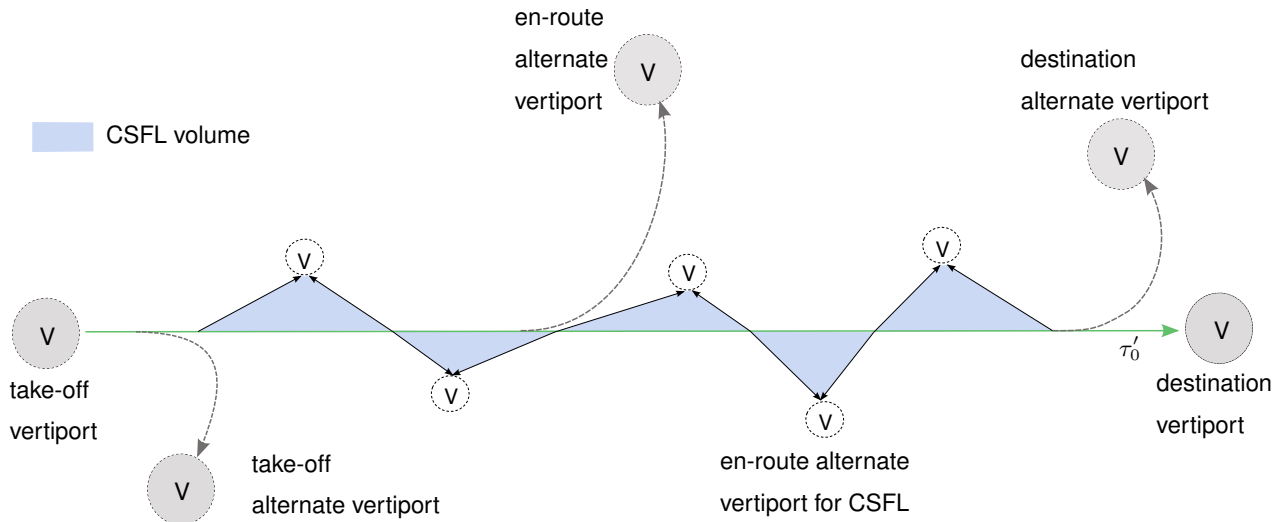 en-route
alternate
vertiport
V
destination
alternate vertiport
V
CSFL volume
V
V
V
V
take-off
vertiport
V
V
τ′0
V
destination
vertiport
V
take-off
alternate vertiport
en-route alternate
vertiport for CSFL